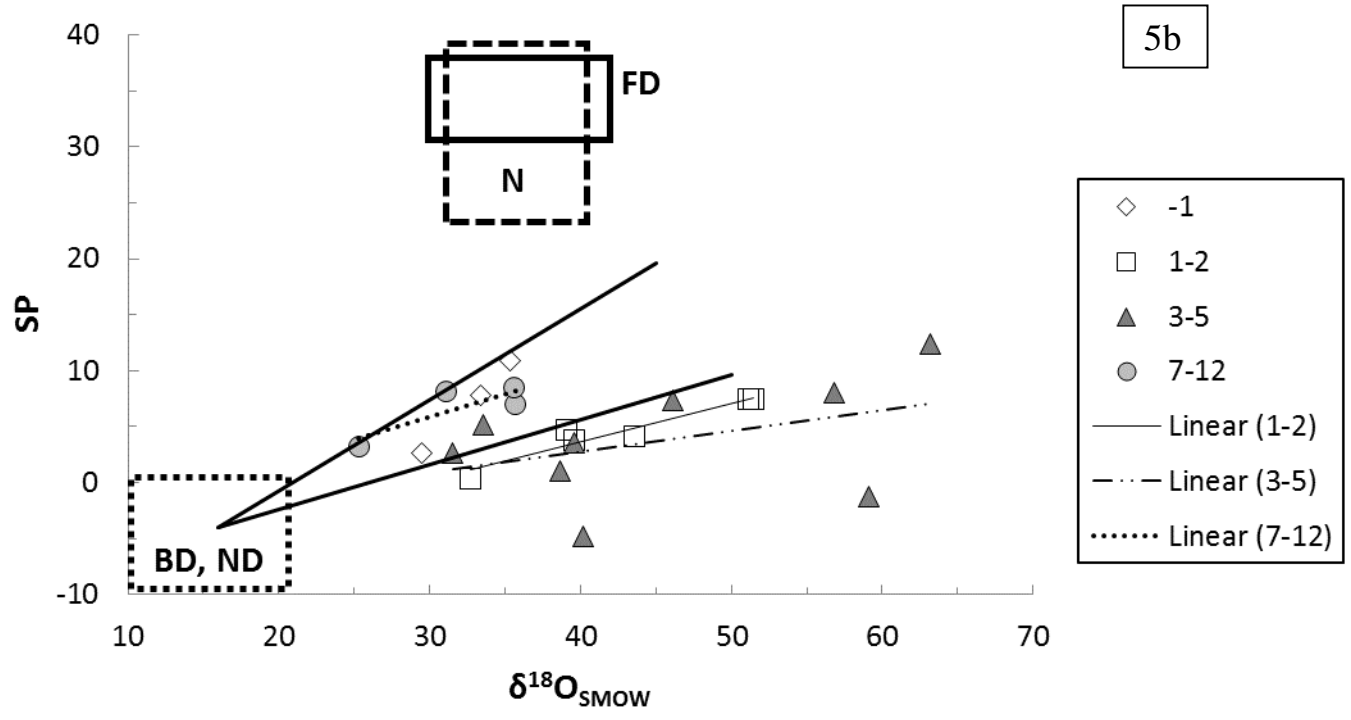 5b
40
30
20
10
0
-10
SP
FD
N
BD, ND
10 20 30 40 50 60 70
δ¹⁸O_SMOW
-1
1-2
3-5
7-12
Linear (1-2)
Linear (3-5)
Linear (7-12)